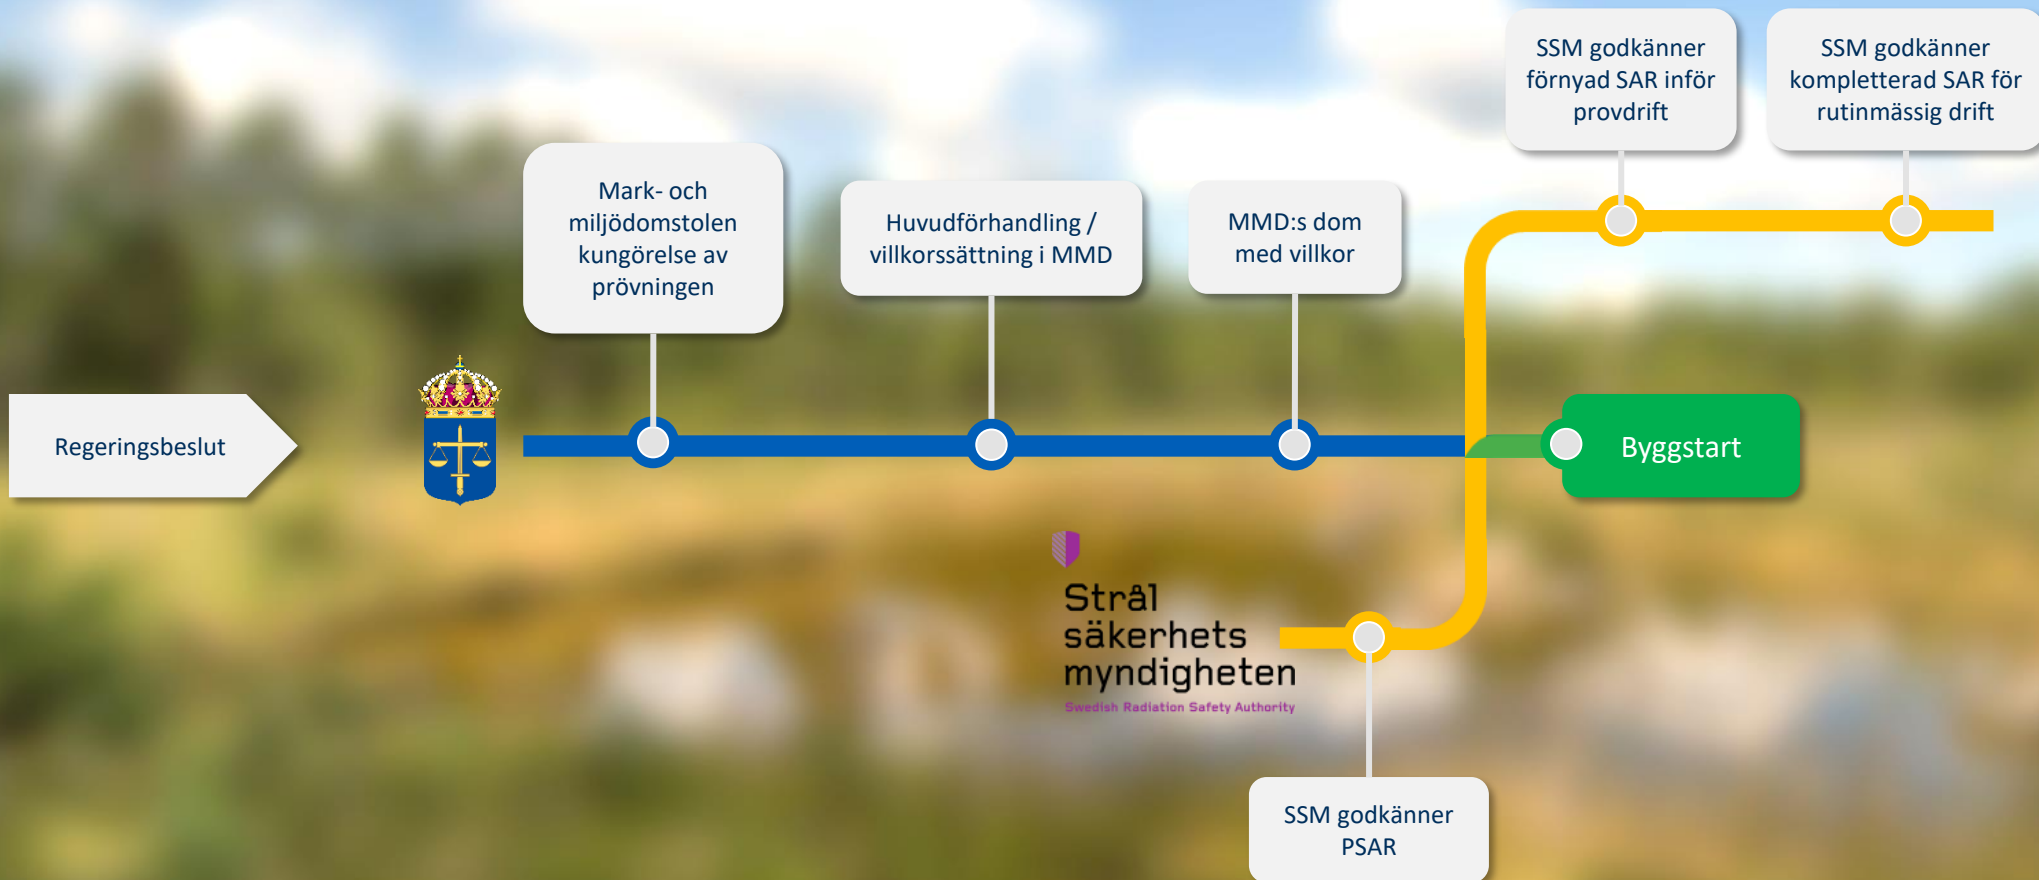 SSM godkänner
förnyad SAR inför
provdrift
SSM godkänner
kompletterad SAR för
rutinmässig drift
Mark- och
miljödomstolen
kungörelse av
prövningen
Huvudförhandling /
villkorssättning i MMD
MMD:s dom
med villkor
Regeringsbeslut
Byggstart
Strål
säkerhets
myndigheten
Swedish Radiation Safety Authority
SSM godkänner
PSAR